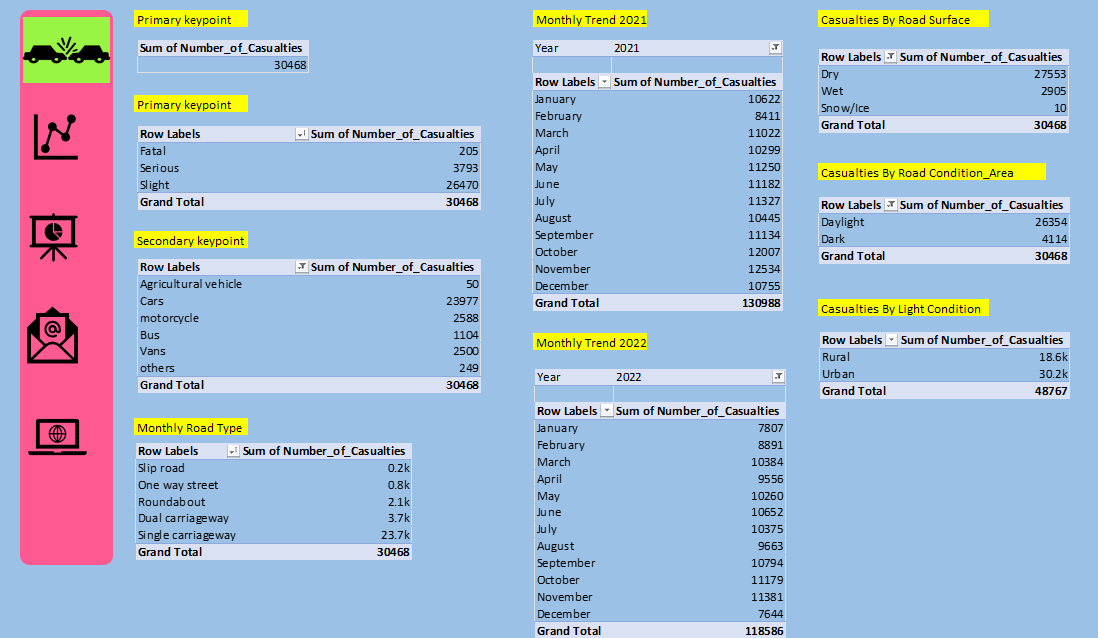 Primary keypoint
Sum of Number_of_Casualties
30468
Primary keypoint
Row Labels Sum of Number_of_Casualties
Fatal 205
Serious 3793
Slight 26470
Grand Total 30468
Secondary keypoint
Row Labels Sum of Number_of_Casualties
Agricultural vehicle 50
Cars 23977
motorcycle 2588
Bus 1104
Vans 2500
others 249
Grand Total 30468
Monthly Road Type
Row Labels Sum of Number_of_Casualties
Slip road 0.2k
One way street 0.8k
Roundabout 2.1k
Dual carriageway 3.7k
Single carriageway 23.7k
Grand Total 30468
Monthly Trend 2021
Year 2021
Row Labels Sum of Number_of_Casualties
January 10622
February 8411
March 11022
April 10299
May 11250
June 11182
July 11327
August 10445
September 11134
October 12007
November 12534
December 10755
Grand Total 130988
Monthly Trend 2022
Year 2022
Row Labels Sum of Number_of_Casualties
January 7807
February 8891
March 10384
April 9556
May 10260
June 10652
July 10375
August 9663
September 10794
October 11179
November 11381
December 7644
Grand Total 118586
Casualties By Road Surface
Row Labels Sum of Number_of_Casualties
Dry 27553
Wet 2905
Snow/Ice 10
Grand Total 30468
Casualties By Road Condition_Area
Row Labels Sum of Number_of_Casualties
Daylight 26354
Dark 4114
Grand Total 30468
Casualties By Light Condition
Row Labels Sum of Number_of_Casualties
Rural 18.6k
Urban 30.2k
Grand Total 48767